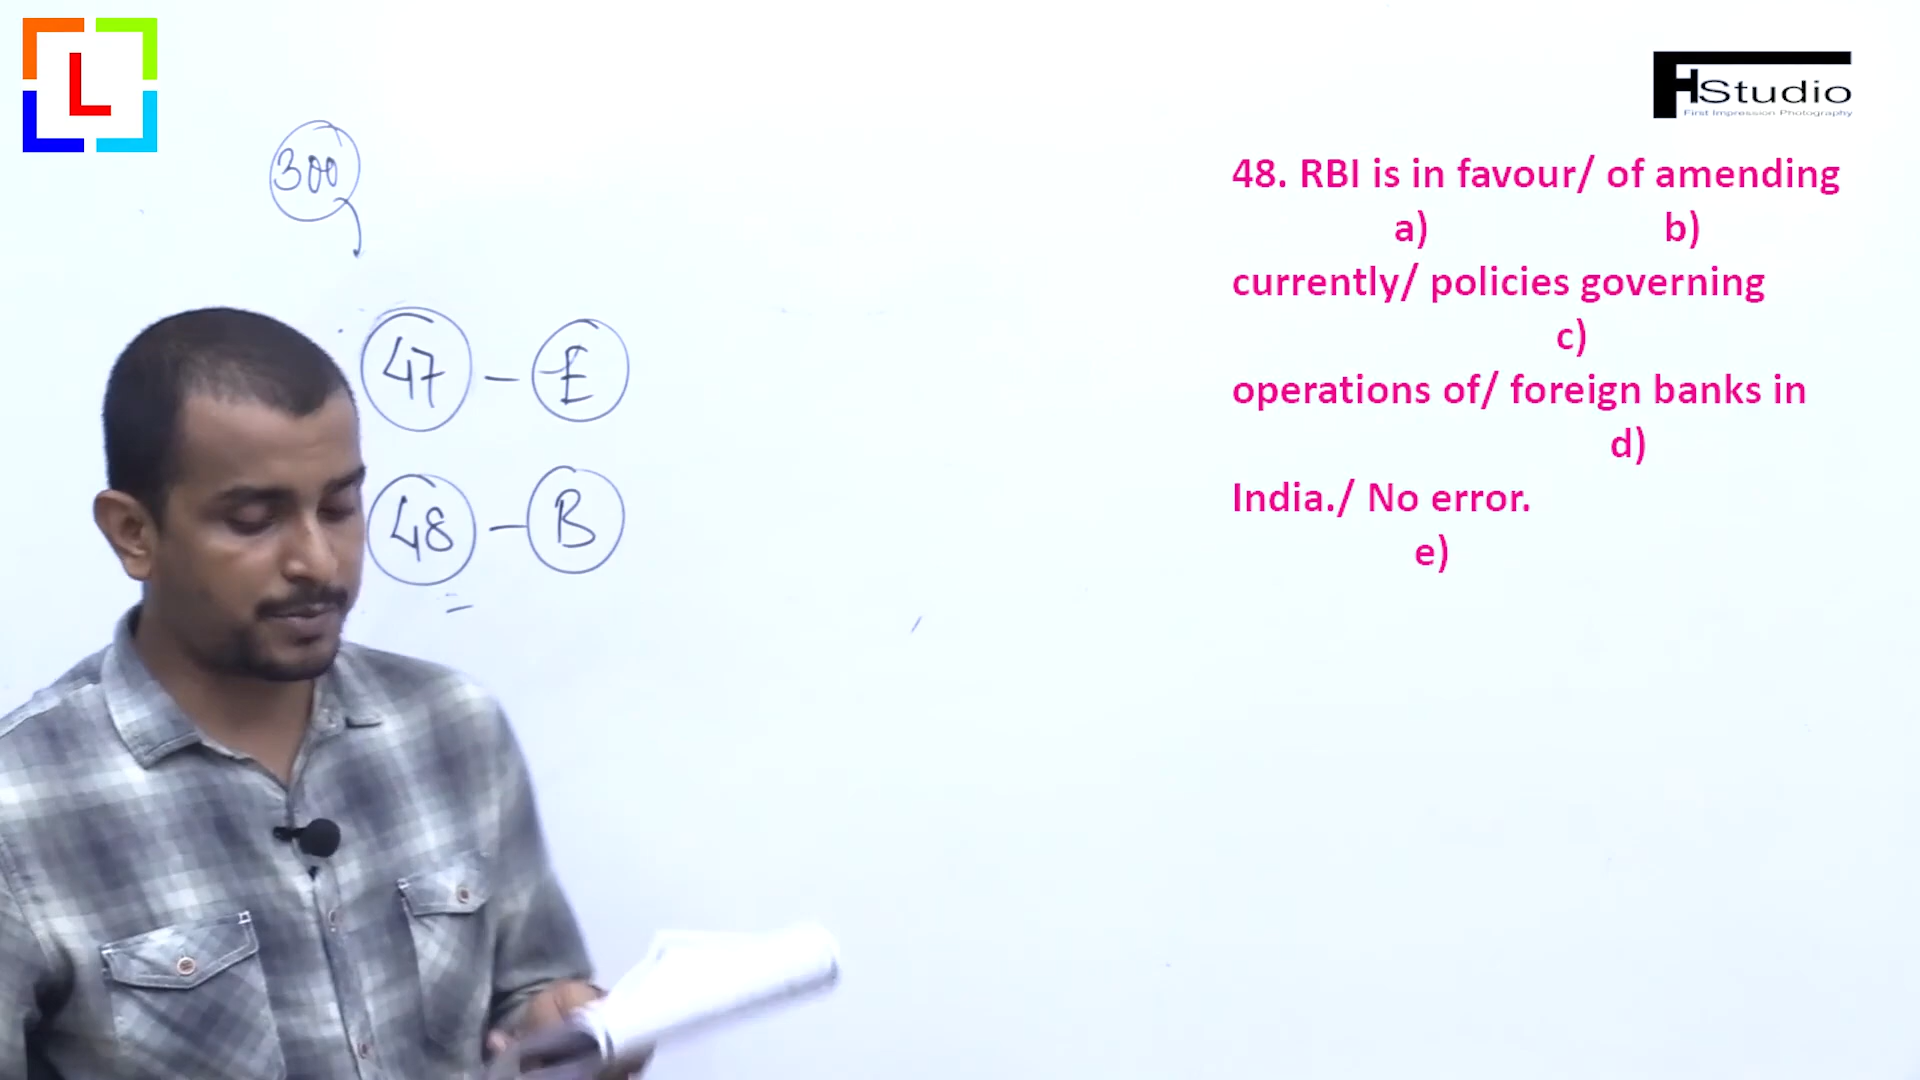 L
HStudio
First Impression Photography
300
47 - E
48 - B
48. RBI is in favour/ of amending
a) b)
currently/ policies governing
c)
operations of/ foreign banks in
d)
India./ No error.
e)